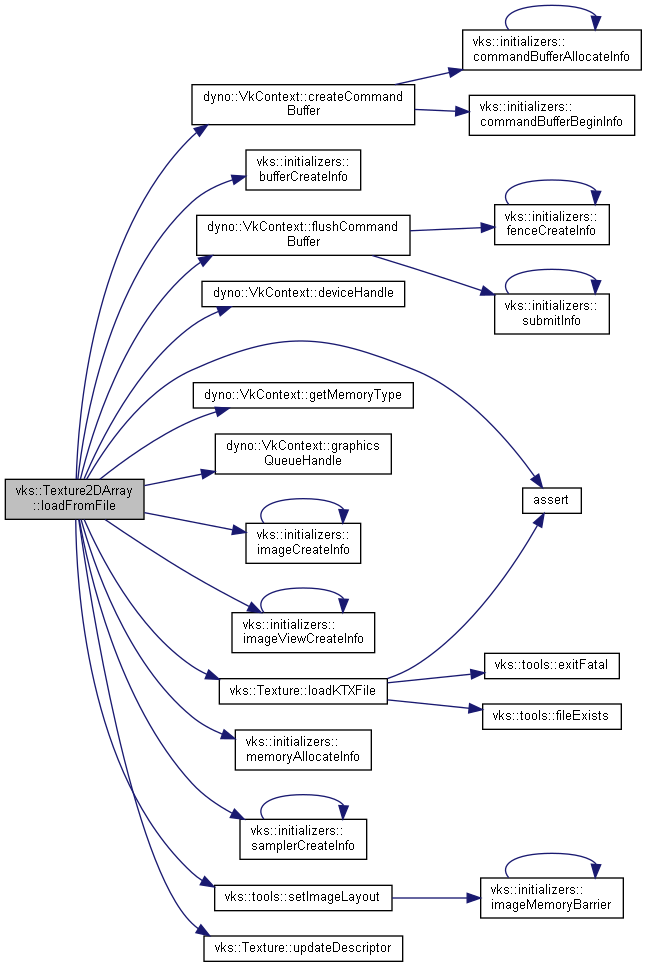 vks::initializers::
commandBufferAllocateInfo
dyno::VkContext::createCommand
Buffer
vks::initializers::
commandBufferBeginInfo
vks::initializers::
bufferCreateInfo
dyno::VkContext::flushCommand
Buffer
vks::initializers::
fenceCreateInfo
dyno::VkContext::deviceHandle
vks::initializers::
submitInfo
dyno::VkContext::getMemoryType
dyno::VkContext::graphics
QueueHandle
vks::Texture2DArray
::loadFromFile
assert
vks::initializers::
imageCreateInfo
vks::initializers::
imageViewCreateInfo
vks::Texture::loadKTXFile
vks::tools::exitFatal
vks::tools::fileExists
vks::initializers::
memoryAllocateInfo
vks::initializers::
samplerCreateInfo
vks::tools::setImageLayout
vks::initializers::
imageMemoryBarrier
vks::Texture::updateDescriptor